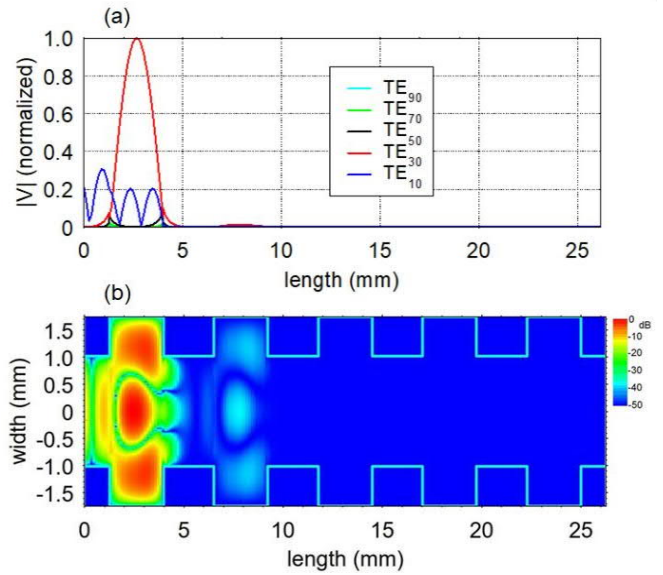 (a)
|V| (normalized)
1.0
0.8
0.6
0.4
0.2
0
TE90
TE70
TE50
TE30
TE10
0 5 10 15 20 25
length (mm)
(b)
width (mm)
1.5
1.0
0.5
0
-0.5
-1.0
-1.5
0
dB
-10
-20
-30
-40
-50
0 5 10 15 20 25
length (mm)